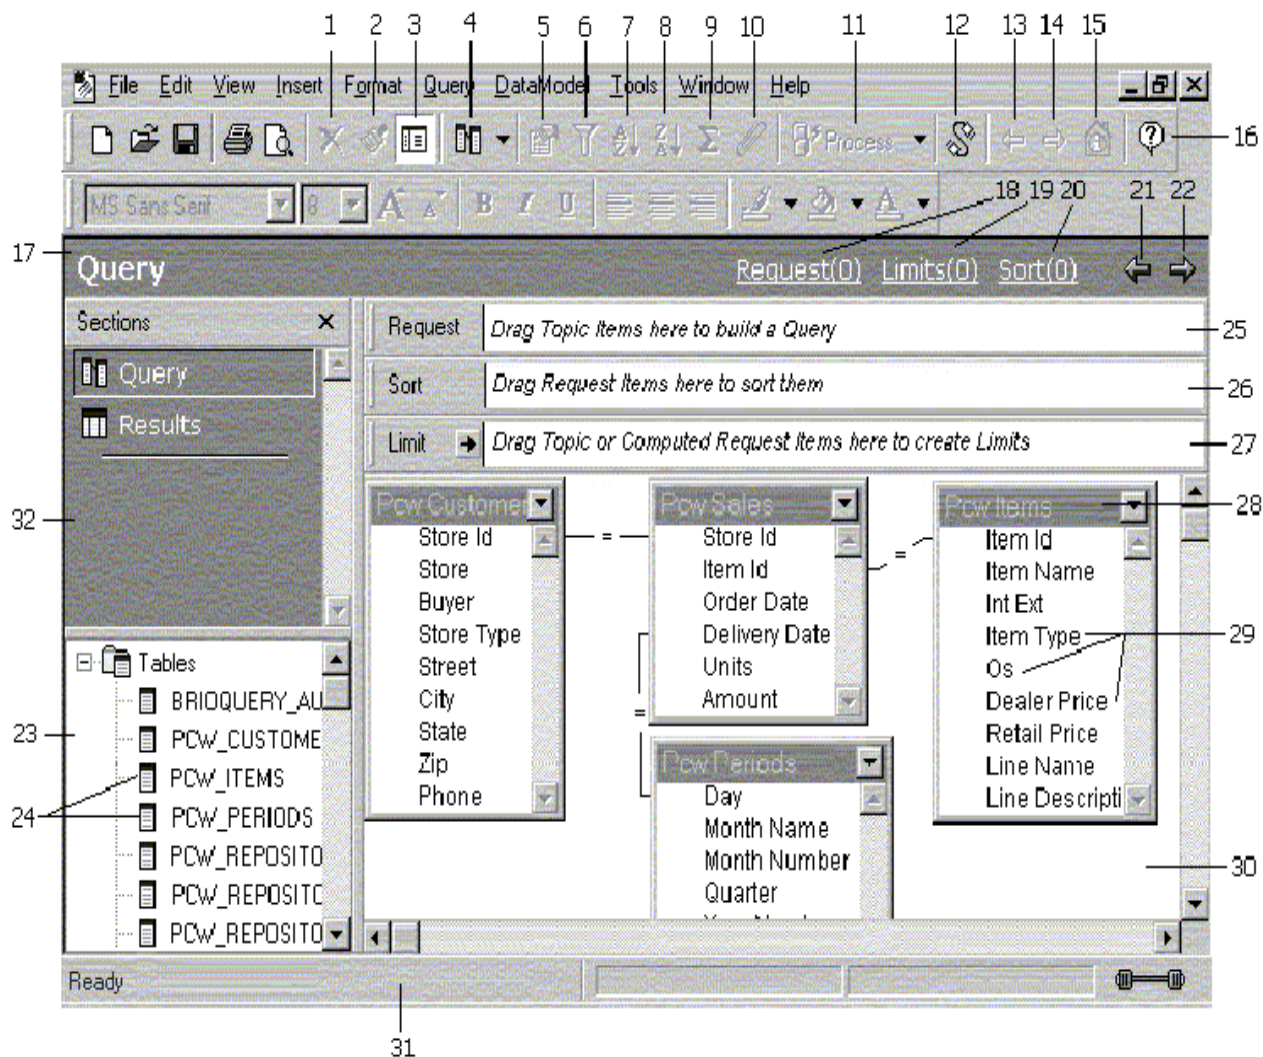 1 2 3 4 5 6 7 8 9 10 11 12 13 14 15
File Edit View Insert Format Query DataModel Tools Window Help
Process
16
MS Sans Serif 8 A A B I U A
18 19 20 21 22
17
Query Request(0) Limits(0) Sort(0)
Sections
Query
Results
Request Drag Topic Items here to build a Query 25
Sort Drag Request Items here to sort them 26
Limit Drag Topic or Computed Request Items here to create Limits 27
32
Pcw Customer
Store Id
Store
Buyer
Store Type
Street
City
State
Zip
Phone
=
Pcw Sales
Store Id
Item Id
Order Date
Delivery Date
Units
Amount
=
=
Pcw Items 28
Item Id
Item Name
Int Ext
Item Type 29
Os
Dealer Price
Retail Price
Line Name
Line Descripti
Pcw Periods
Day
Month Name
Month Number
Quarter
30
Tables
BRIOQUERY_AU
23 PCW_CUSTOME
PCW_ITEMS
24 PCW_PERIODS
PCW_REPOSITO
PCW_REPOSITO
PCW_REPOSITO
Ready
31